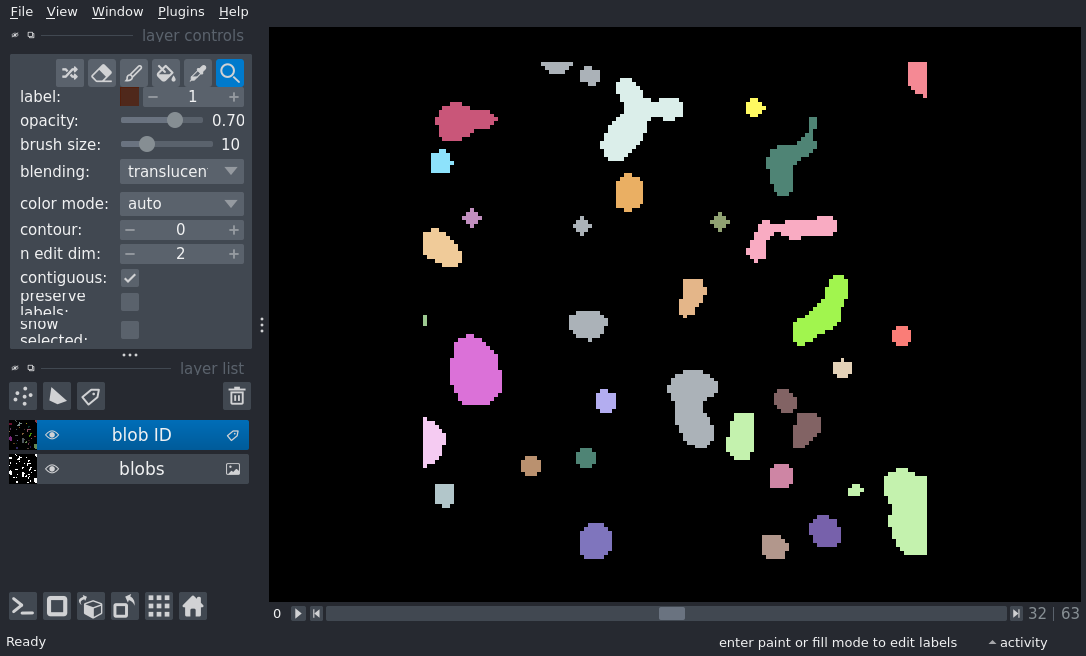 File View Window Plugins Help
layer controls
label: 1
opacity: 0.70
brush size: 10
blending: translucen
color mode: auto
contour: 0
n edit dim: 2
contiguous:
preserve
labels:
show
selected:
layer list
blob ID
blobs
0 32 | 63
Ready enter paint or fill mode to edit labels activity